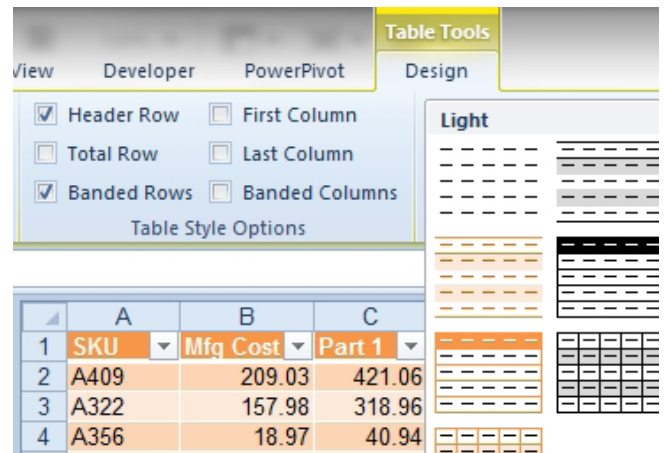 Table Tools
View Developer PowerPivot Design
Header Row First Column
Total Row Last Column
Banded Rows Banded Columns
Table Style Options
Light
A B C
1 SKU Mfg Cost Part 1
2 A409 209.03 421.06
3 A322 157.98 318.96
4 A356 18.97 40.94